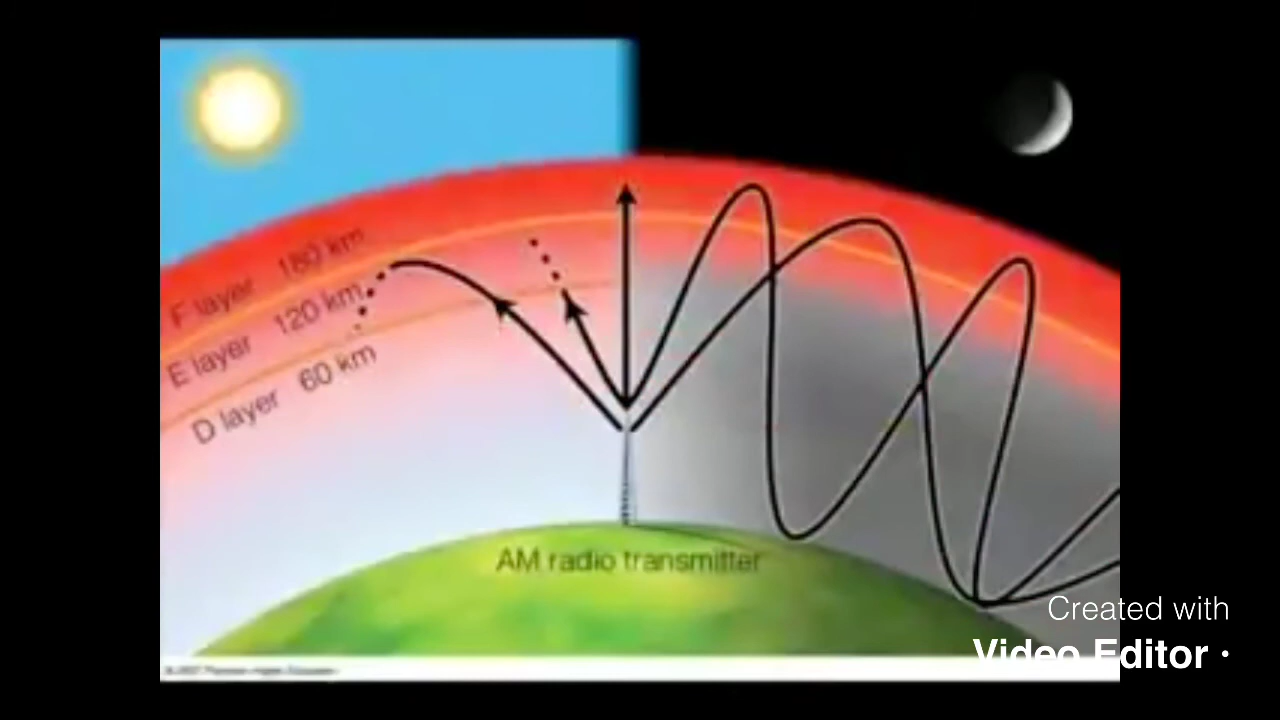 F layer 180 km
E layer 120 km
D layer 60 km
AM radio transmitter
Created with
Video Editor ·